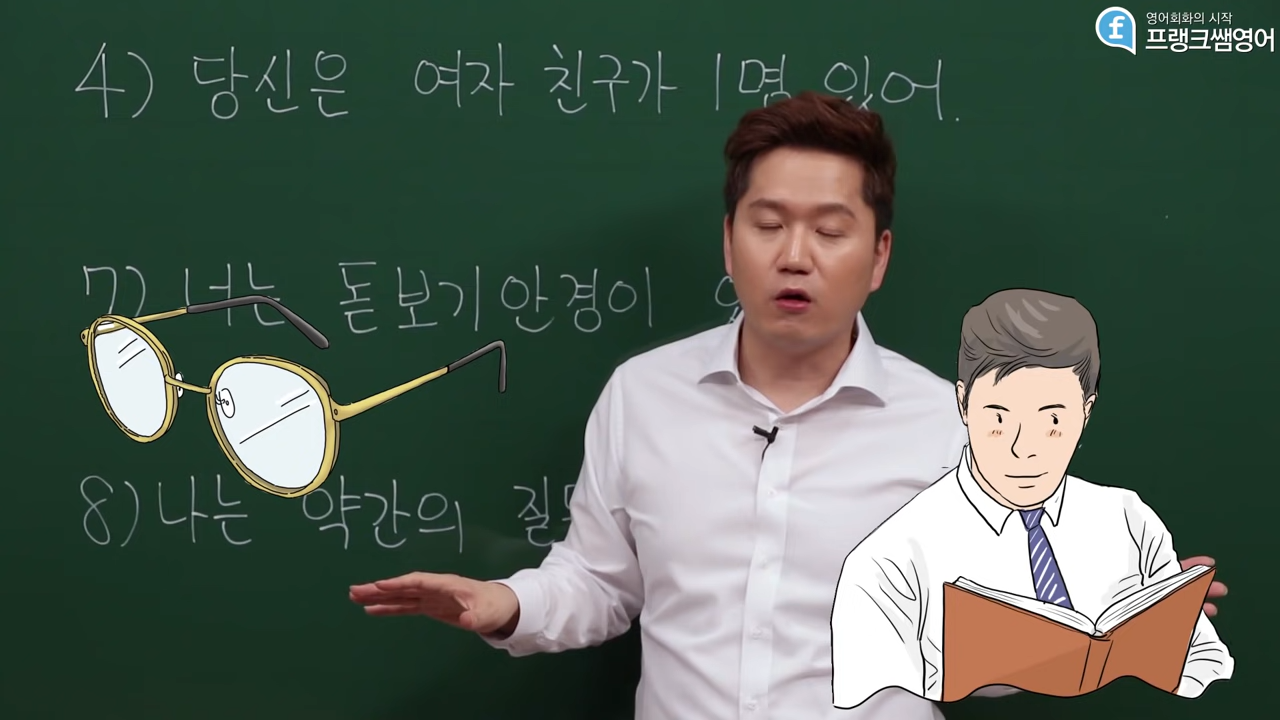 영어회화의 시작
프랭크쌤영어
4) 당신은 여자 친구가 1명 있어.
7) 너는 돋보기안경이
8) 나는 약간의